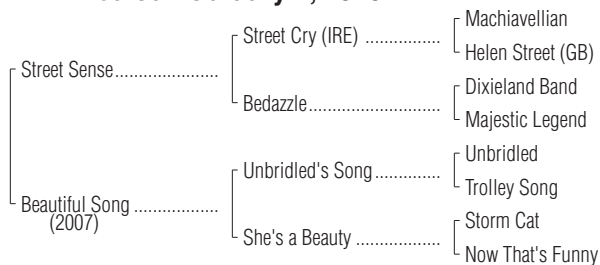 Machiavellian
Street Cry (IRE) ................
Helen Street (GB)
Street Sense......................
Dixieland Band
Bedazzle............................
Majestic Legend
Unbridled
Unbridled's Song................
Trolley Song
Beautiful Song ..................
(2007)
Storm Cat
She's a Beauty ..................
Now That's Funny